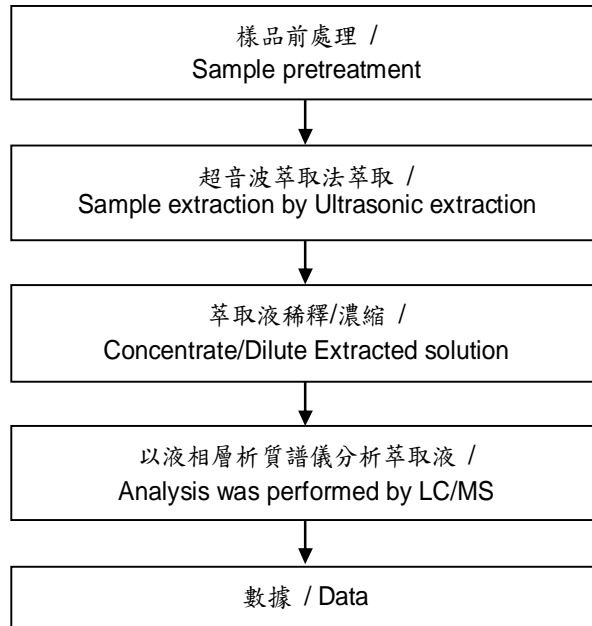 樣品前處理 /
Sample pretreatment
超音波萃取法萃取 /
Sample extraction by Ultrasonic extraction
萃取液稀釋/濃縮 /
Concentrate/Dilute Extracted solution
以液相層析質譜儀分析萃取液 /
Analysis was performed by LC/MS
數據 / Data